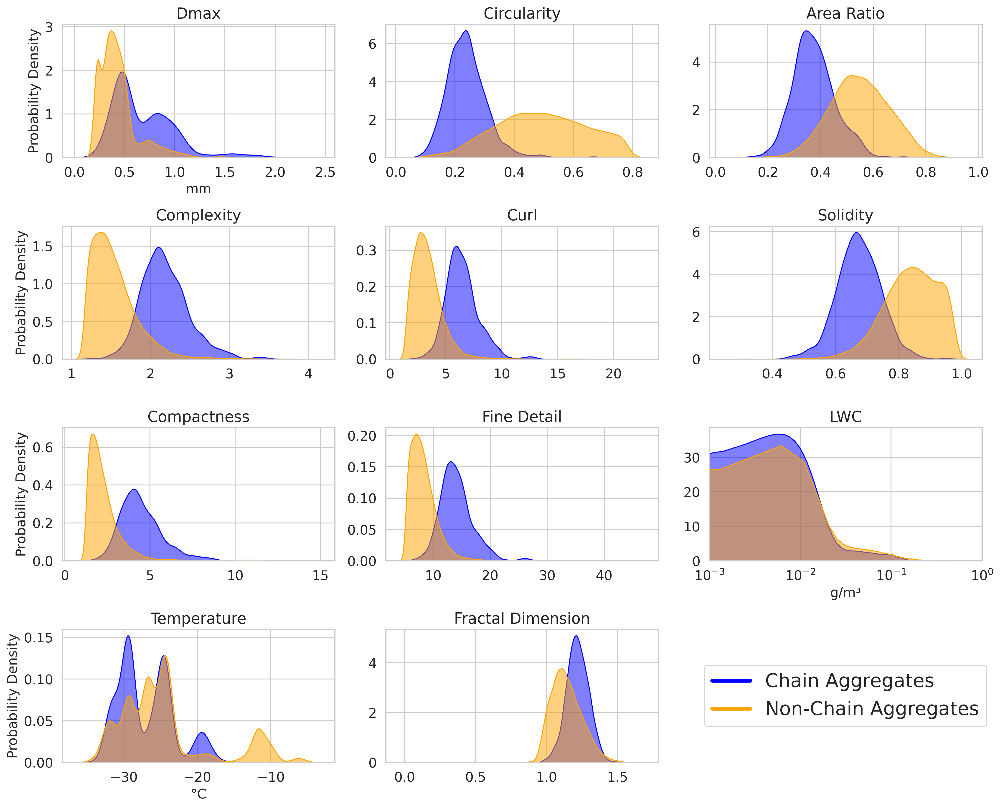 Dmax
Circularity
Area Ratio
Probability Density
3
2
1
0
6
4
2
0
4
2
0
0.0 0.5 1.0 1.5 2.0 2.5
0.0 0.2 0.4 0.6 0.8
0.0 0.2 0.4 0.6 0.8 1.0
mm
Complexity
Curl
Solidity
Probability Density
1.5
1.0
0.5
0.0
0.3
0.2
0.1
0.0
6
4
2
0
1 2 3 4
0 5 10 15 20
0.4 0.6 0.8 1.0
Compactness
Fine Detail
LWC
Probability Density
0.6
0.4
0.2
0.0
0.20
0.15
0.10
0.05
0.00
30
20
10
0
0 5 10 15
10 20 30 40
10⁻³ 10⁻² 10⁻¹ 10⁰
g/m³
Temperature
Fractal Dimension
Probability Density
0.15
0.10
0.05
0.00
4
2
0
−30 −20 −10
0.0 0.5 1.0 1.5
°C
Chain Aggregates
Non-Chain Aggregates